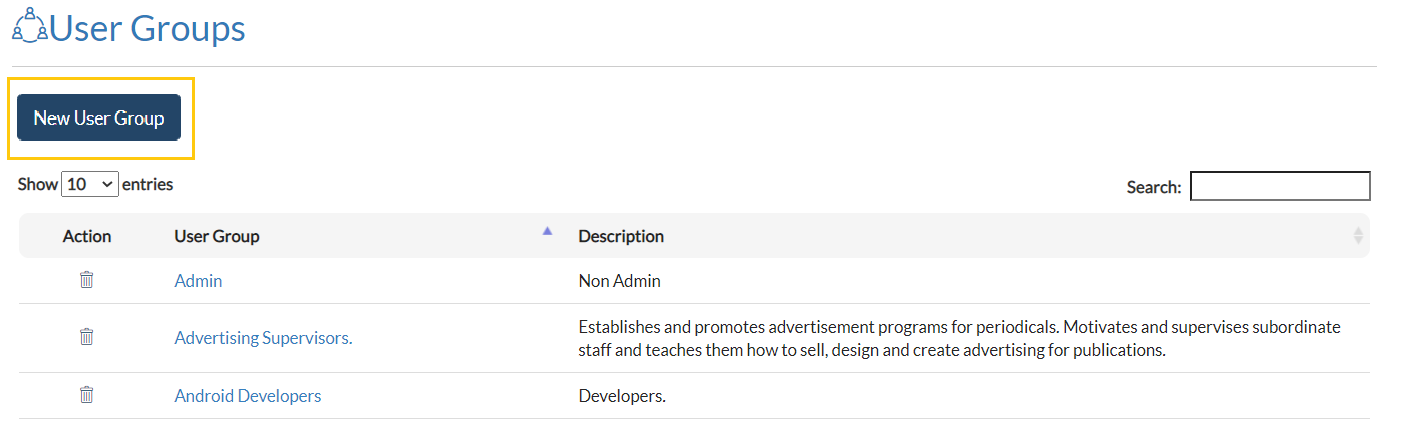 User Groups
New User Group
Show 10 entries
Search:
Action User Group Description
Admin Non Admin
Advertising Supervisors. Establishes and promotes advertisement programs for periodicals. Motivates and supervises subordinate
staff and teaches them how to sell, design and create advertising for publications.
Android Developers Developers.